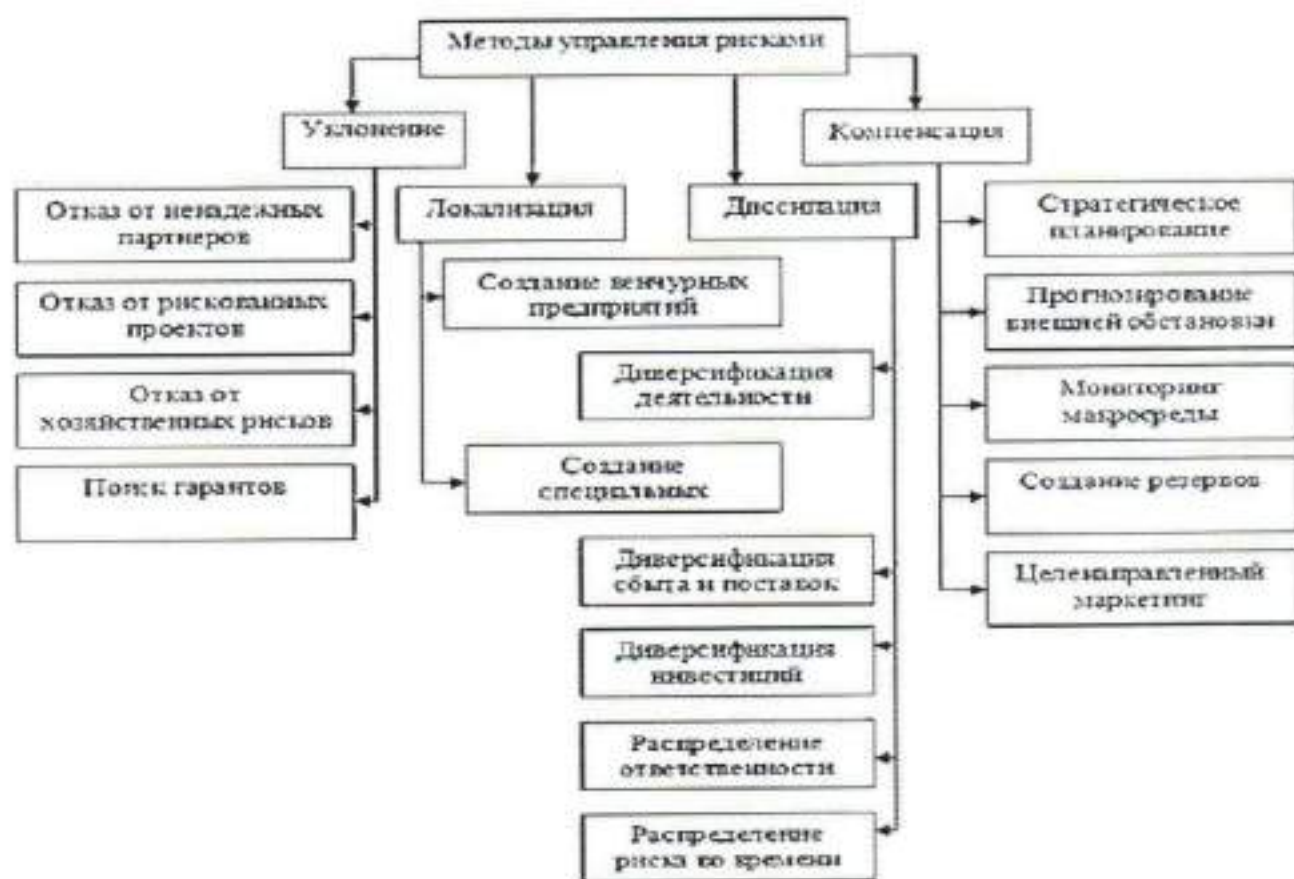 Методы управления рисками
Уклонение
Компенсация
Локализация
Диссипация
Отказ от ненадежных
партнеров
Отказ от рискованных
проектов
Отказ от
хозяйственных рисков
Поиск гарантов
Создание венчурных
предприятий
Создание
специальных
Диверсификация
деятельности
Диверсификация
сбыта и поставок
Диверсификация
инвестиций
Распределение
ответственности
Распределение
риска во времени
Стратегическое
планирование
Прогнозирование
внешней обстановки
Мониторинг
макросреды
Создание резервов
Целенаправленный
маркетинг